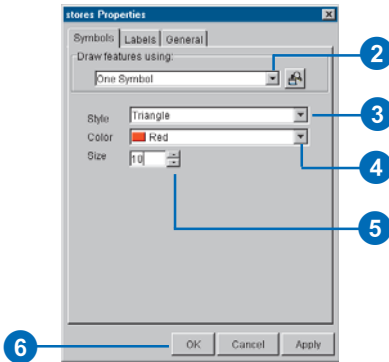 stores Properties
Symbols Labels General
Draw features using:
One Symbol
2
Style Triangle
3
Color Red
4
Size 10
5
6
OK Cancel Apply